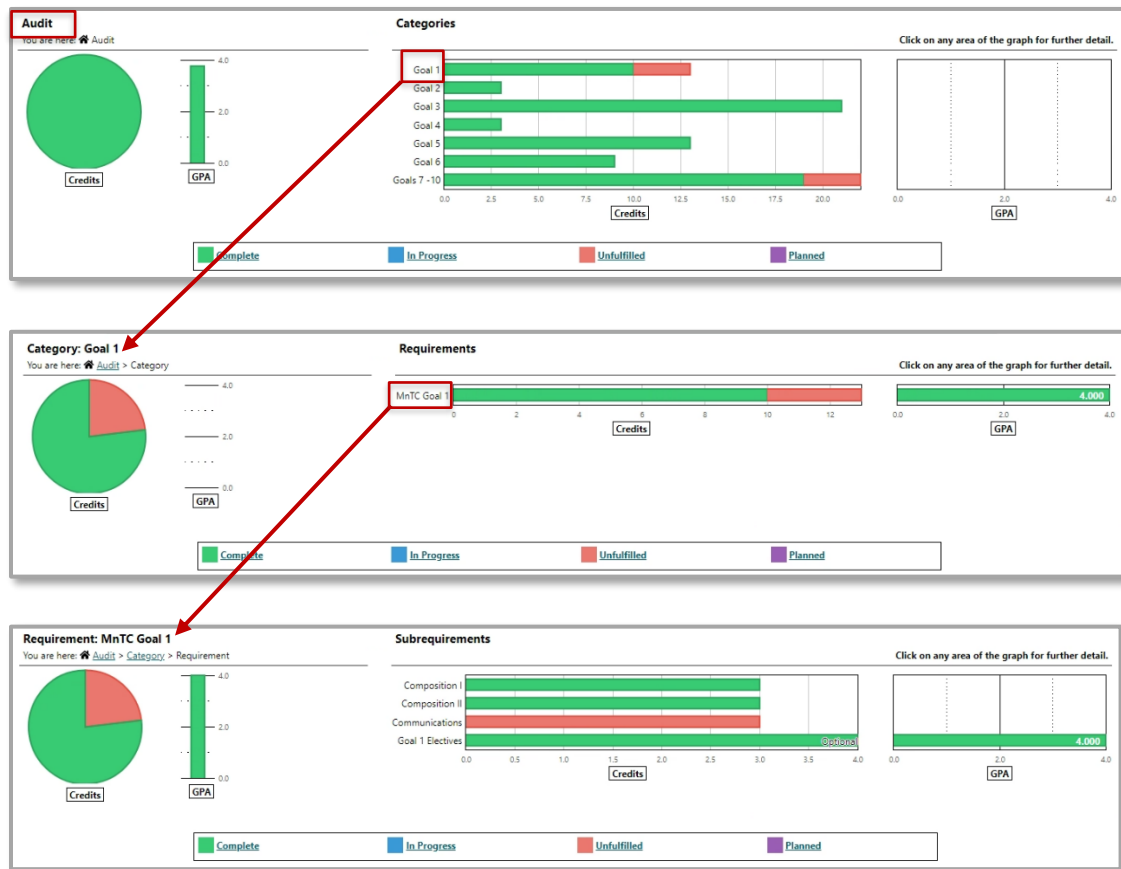 Audit
You are here: Audit
4.0
2.0
0.0
Credits
GPA
Categories
Click on any area of the graph for further detail.
Goal 1
Goal 2
Goal 3
Goal 4
Goal 5
Goal 6
Goals 7 -10
0.0 2.5 5.0 7.5 10.0 12.5 15.0 17.5 20.0
Credits
0.0 2.0 4.0
GPA
Complete In Progress Unfulfilled Planned
Category: Goal 1
You are here: Audit > Category
4.0
2.0
0.0
Credits
GPA
Requirements
Click on any area of the graph for further detail.
MnTC Goal 1
0 2 4 6 8 10 12
Credits
4.000
0.0 2.0 4.0
GPA
Complete In Progress Unfulfilled Planned
Requirement: MnTC Goal 1
You are here: Audit > Category > Requirement
4.0
2.0
0.0
Credits
GPA
Subrequirements
Click on any area of the graph for further detail.
Composition I
Composition II
Communications
Goal 1 Electives
Optional
0.0 0.5 1.0 1.5 2.0 2.5 3.0 3.5 4.0
Credits
4.000
0.0 2.0 4.0
GPA
Complete In Progress Unfulfilled Planned